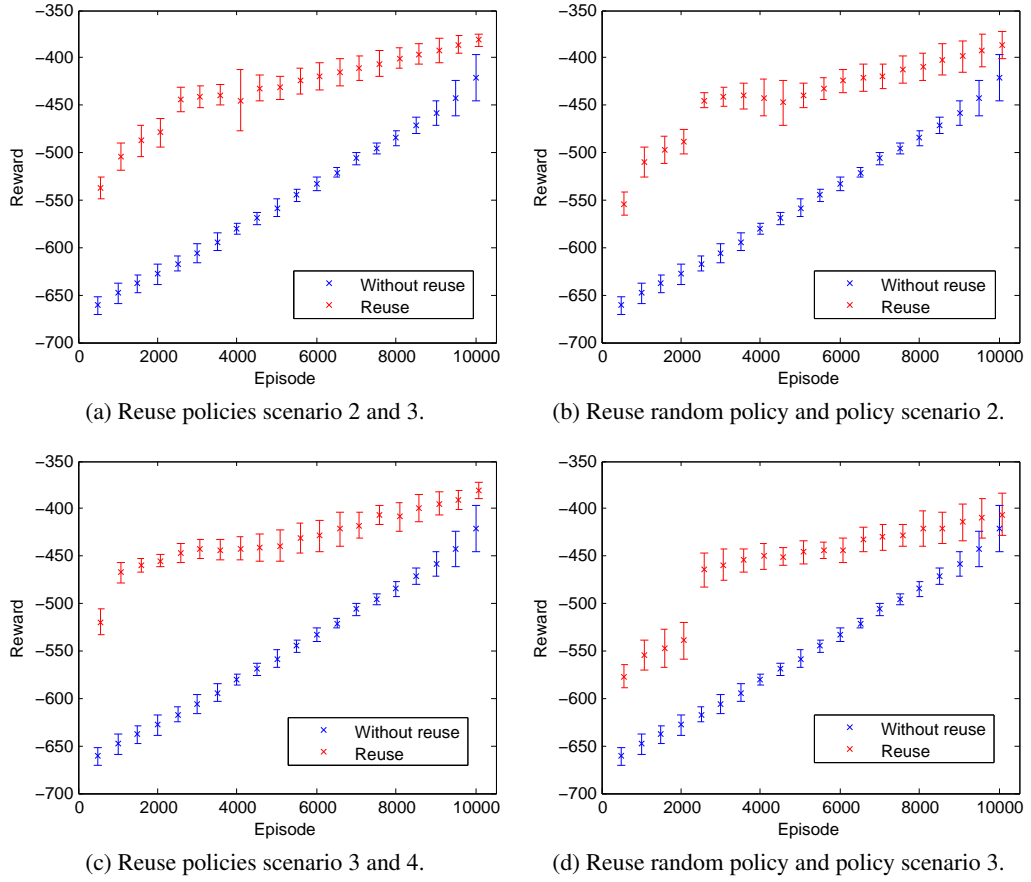 −350
−400
−450
−500
−550
−600
−650
−700
Reward
0 2000 4000 6000 8000 10000
Episode
Without reuse
Reuse
(a) Reuse policies scenario 2 and 3.
−350
−400
−450
−500
−550
−600
−650
−700
Reward
0 2000 4000 6000 8000 10000
Episode
Without reuse
Reuse
(b) Reuse random policy and policy scenario 2.
−350
−400
−450
−500
−550
−600
−650
−700
Reward
0 2000 4000 6000 8000 10000
Episode
Without reuse
Reuse
(c) Reuse policies scenario 3 and 4.
−350
−400
−450
−500
−550
−600
−650
−700
Reward
0 2000 4000 6000 8000 10000
Episode
Without reuse
Reuse
(d) Reuse random policy and policy scenario 3.